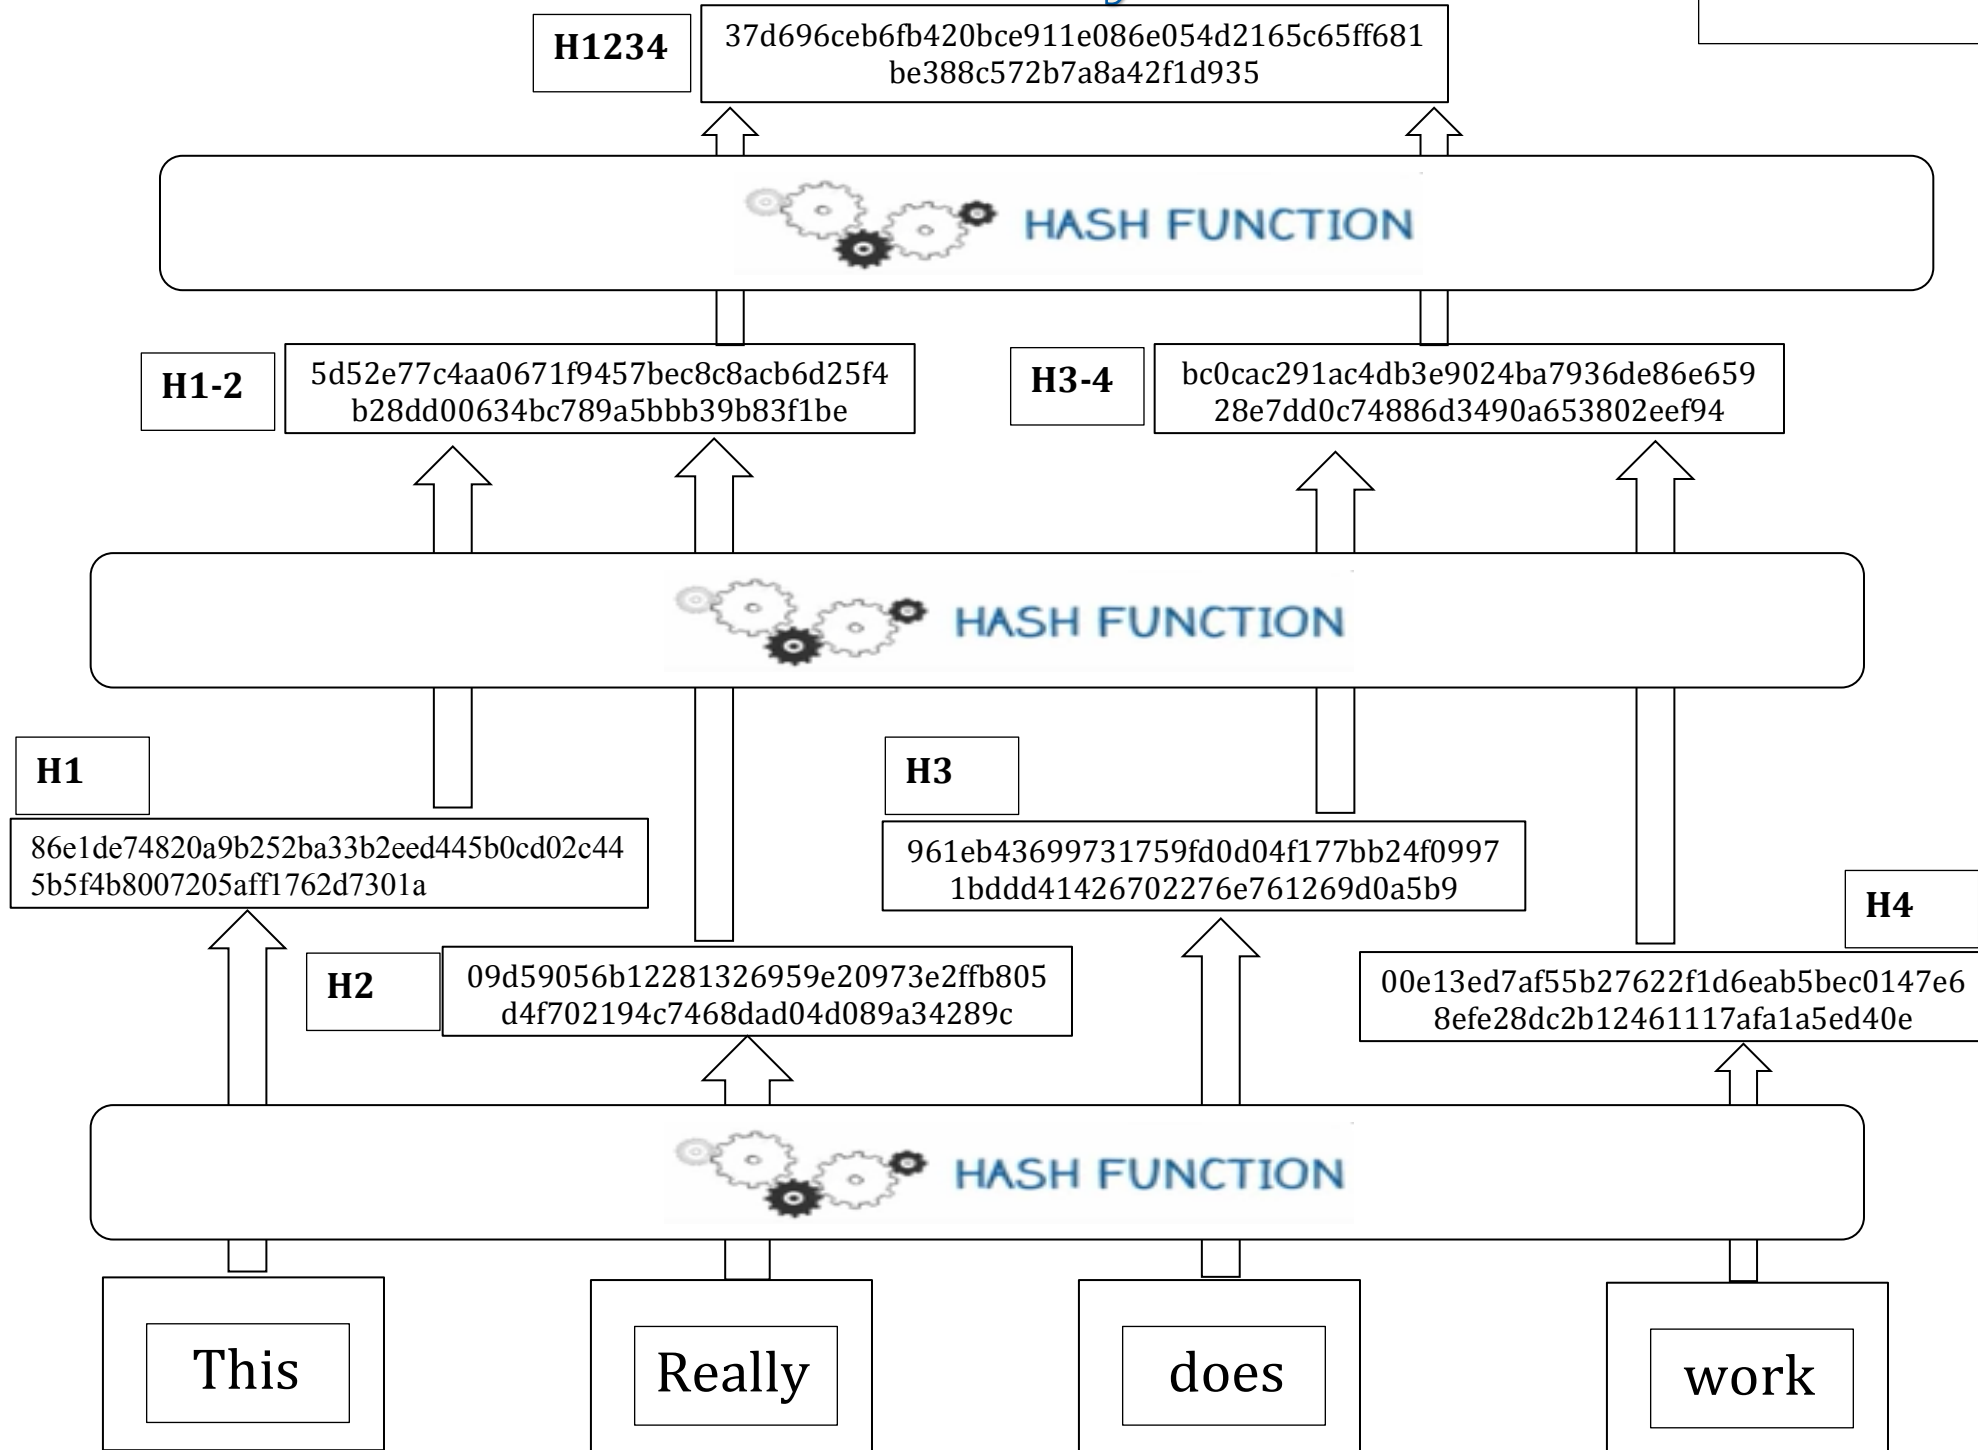 H1234
37d696ceb6fb420bce911e086e054d2165c65ff681
be388c572b7a8a42f1d935
HASH FUNCTION
H1-2
5d52e77c4aa0671f9457bec8c8acb6d25f4
b28dd00634bc789a5bbb39b83f1be
H3-4
bc0cac291ac4db3e9024ba7936de86e659
28e7dd0c74886d3490a653802eef94
HASH FUNCTION
H1
86e1de74820a9b252ba33b2eed445b0cd02c44
5b5f4b8007205aff1762d7301a
H3
961eb43699731759fd0d04f177bb24f0997
1bddd41426702276e761269d0a5b9
H2
09d59056b12281326959e20973e2ffb805
d4f702194c7468dad04d089a34289c
H4
00e13ed7af55b27622f1d6eab5bec0147e6
8efe28dc2b12461117afa1a5ed40e
HASH FUNCTION
This
Really
does
work